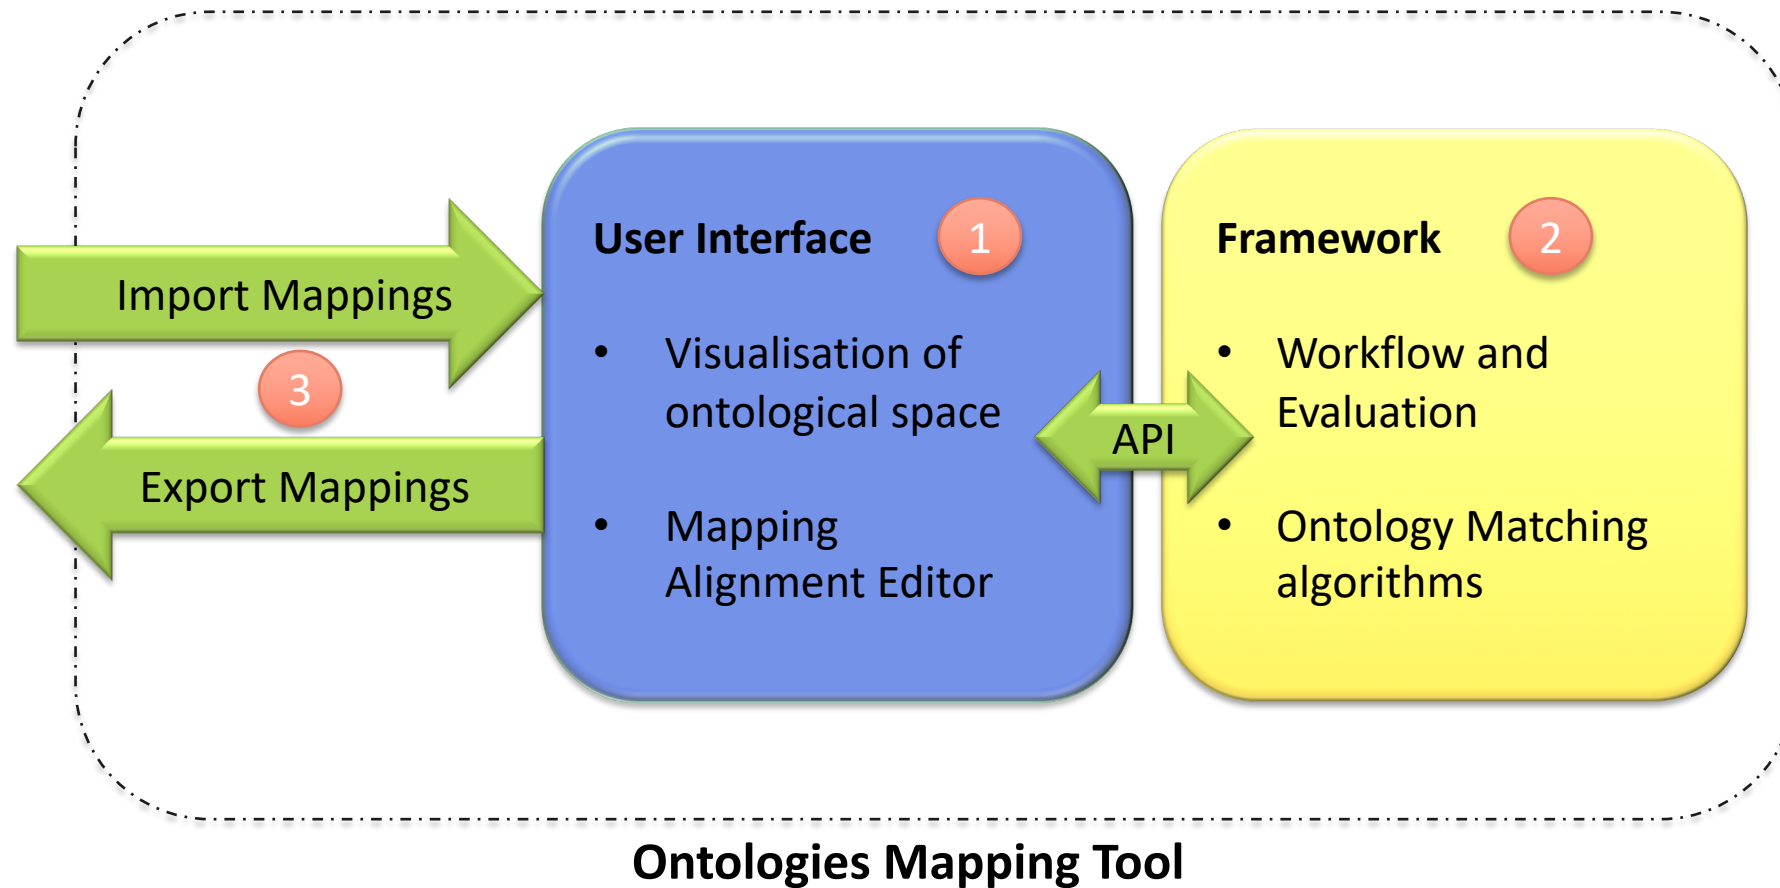 Import Mappings
3
Export Mappings
User Interface 1
• Visualisation of
ontological space
• Mapping
Alignment Editor
API
Framework 2
• Workflow and
Evaluation
• Ontology Matching
algorithms
Ontologies Mapping Tool